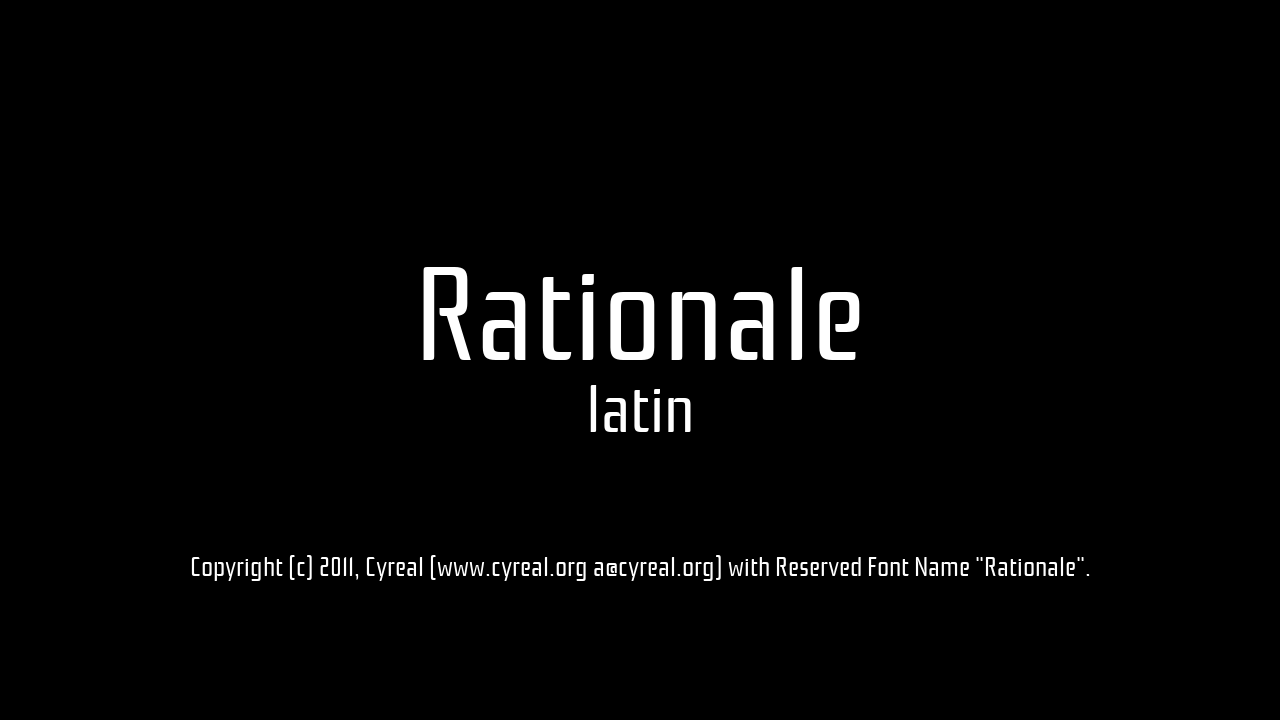 Rationale
latin
Copyright (c) 2011, Cyreal (www.cyreal.org a@cyreal.org) with Reserved Font Name "Rationale".